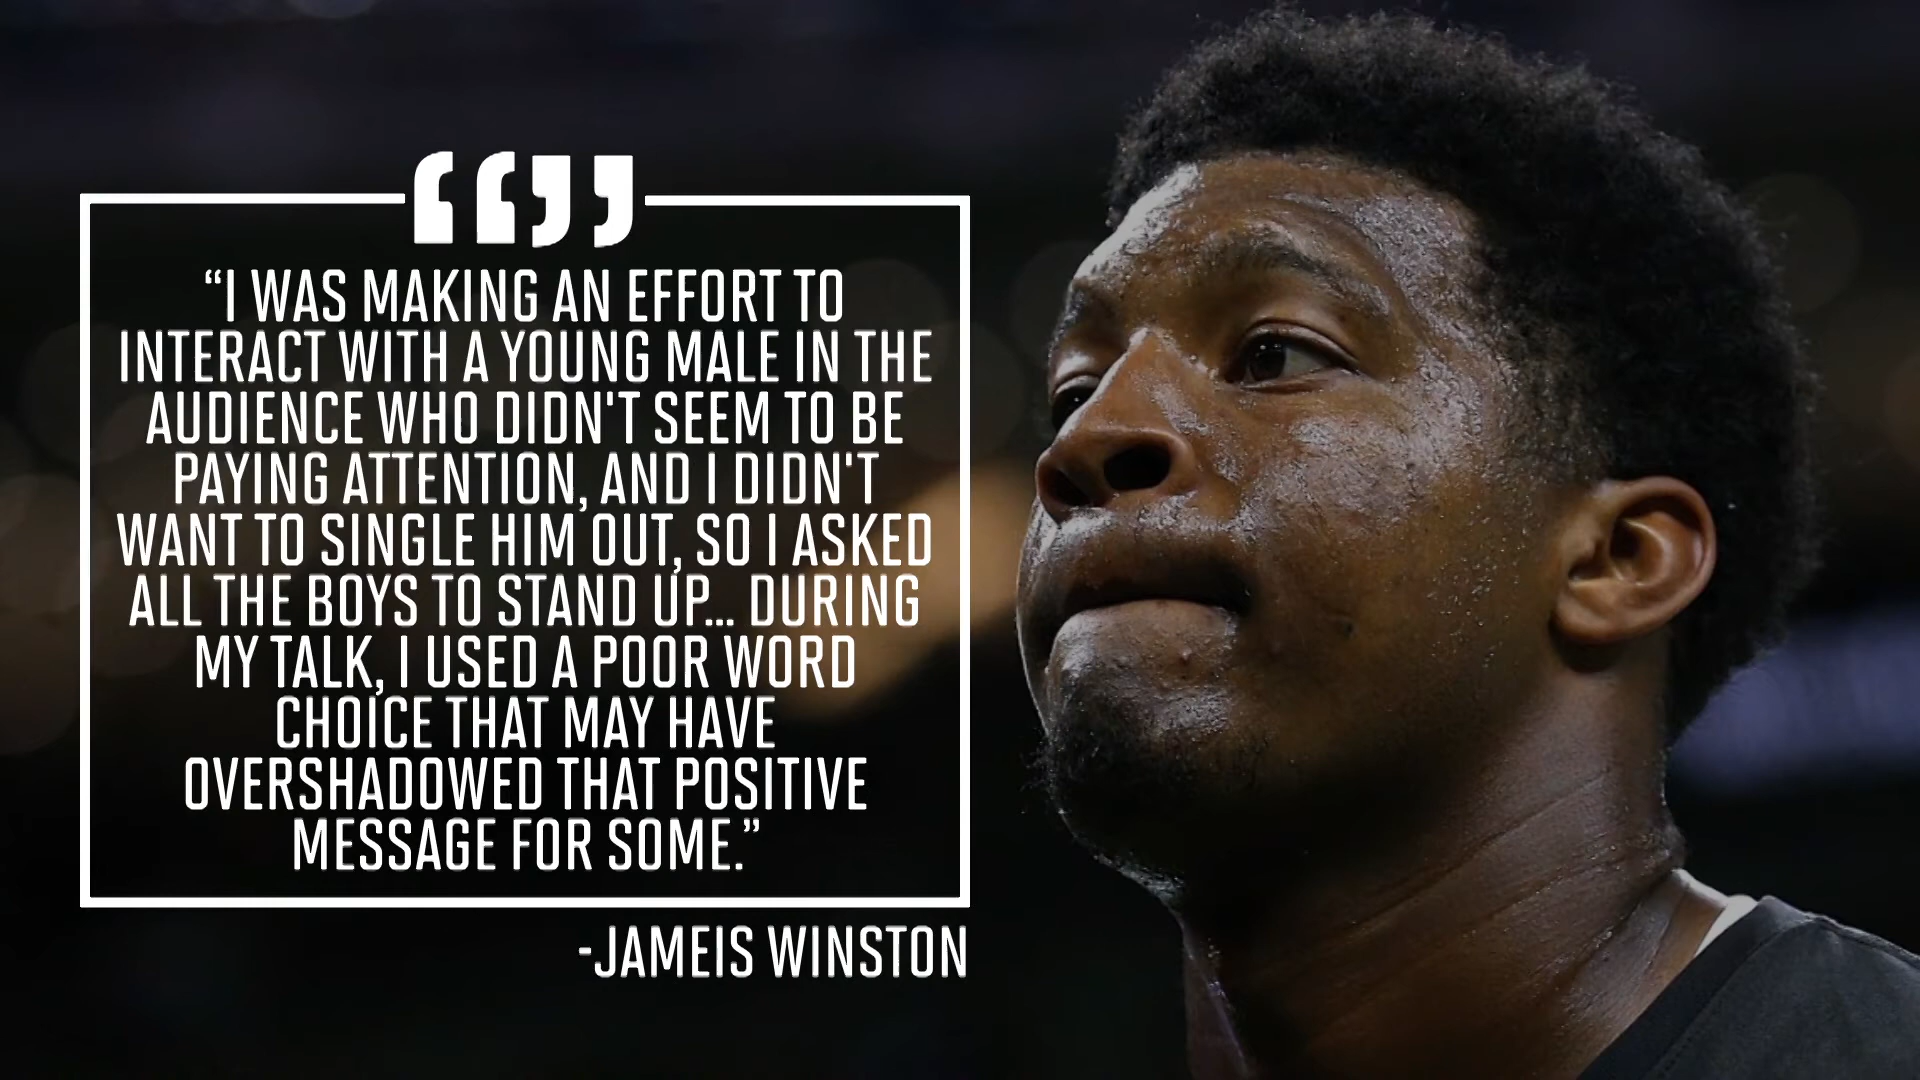 “I WAS MAKING AN EFFORT TO
INTERACT WITH A YOUNG MALE IN THE
AUDIENCE WHO DIDN'T SEEM TO BE
PAYING ATTENTION, AND I DIDN'T
WANT TO SINGLE HIM OUT, SO I ASKED
ALL THE BOYS TO STAND UP... DURING
MY TALK, I USED A POOR WORD
CHOICE THAT MAY HAVE
OVERSHADOWED THAT POSITIVE
MESSAGE FOR SOME.”
-JAMEIS WINSTON